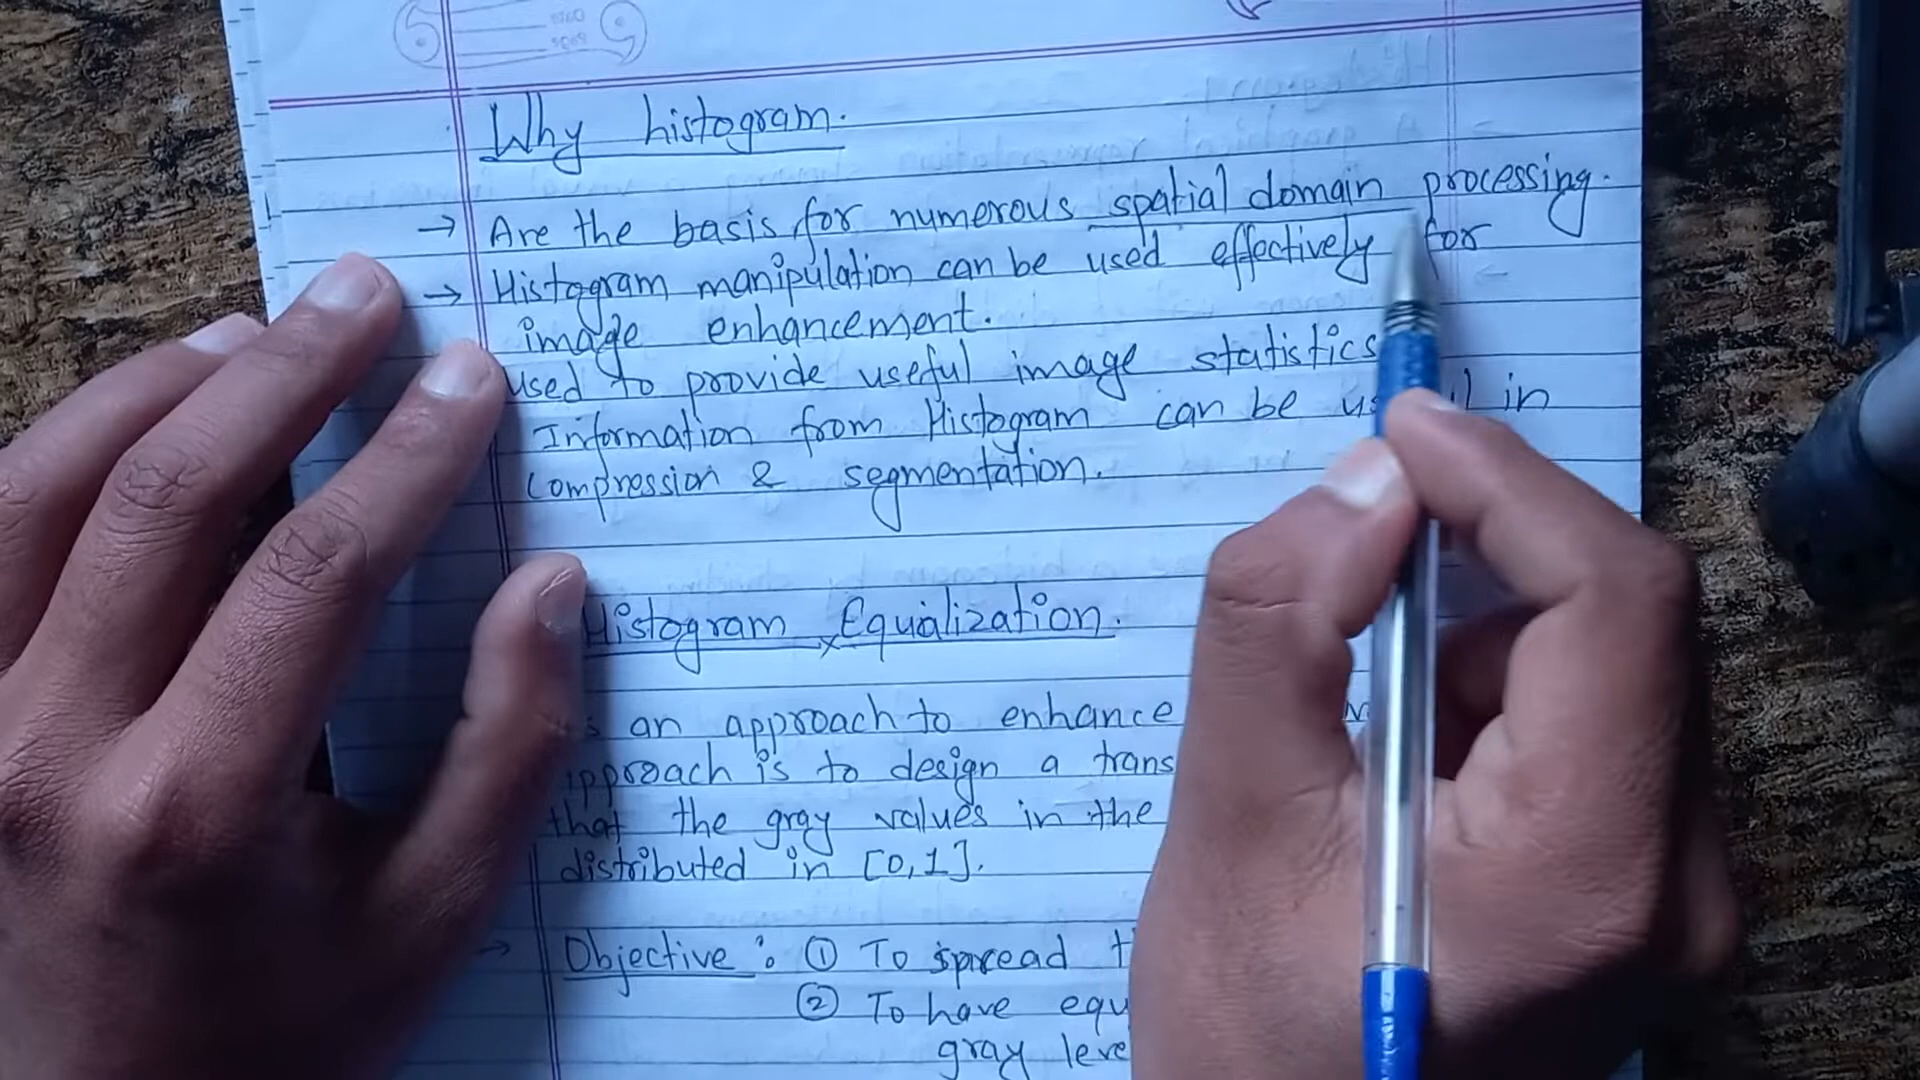 Why histogram.
→ Are the basis for numerous spatial domain processing.
→ Histogram manipulation can be used effectively for
image enhancement.
used to provide useful image statistics
Information from Histogram can be in
compression & segmentation.
Histogram Equalization.
an approach to enhance
approach is to design a trans
that the gray values in the
distributed in [0,1].
→ Objective : ① To spread t
② To have equ
gray leve